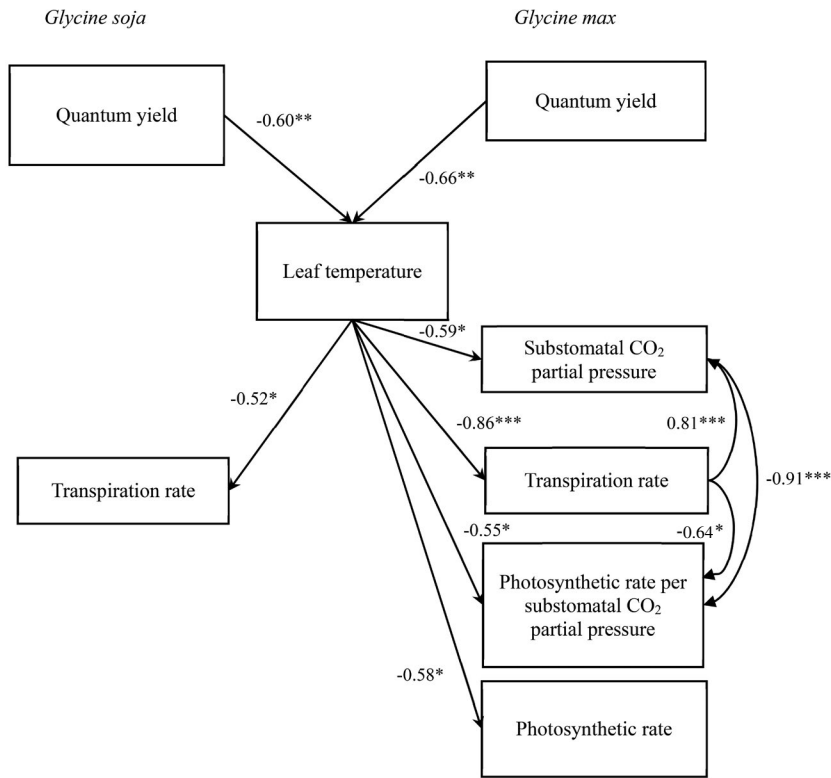 Glycine soja
Glycine max
Quantum yield
Quantum yield
-0.60**
-0.66**
Leaf temperature
-0.59*
Substomatal CO₂
partial pressure
-0.52*
-0.86***
0.81***
Transpiration rate
Transpiration rate
-0.91***
-0.55*
-0.64*
Photosynthetic rate per
substomatal CO₂
partial pressure
-0.58*
Photosynthetic rate